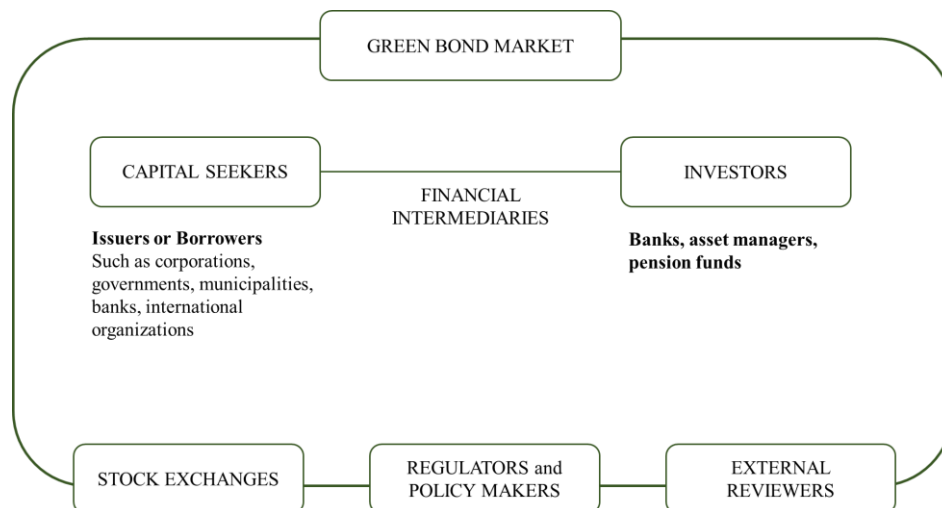 GREEN BOND MARKET
CAPITAL SEEKERS
INVESTORS
FINANCIAL
INTERMEDIARIES
Issuers or Borrowers
Such as corporations,
governments, municipalities,
banks, international
organizations
Banks, asset managers,
pension funds
STOCK EXCHANGES
REGULATORS and
POLICY MAKERS
EXTERNAL
REVIEWERS